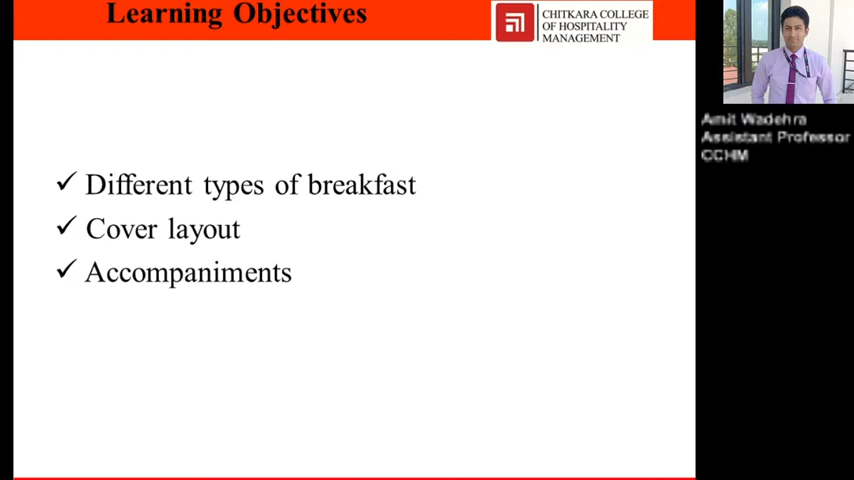 Learning Objectives
CHITKARA COLLEGE
OF HOSPITALITY
MANAGEMENT
Amit Wadehra
Assistant Professor
CCHM
✓ Different types of breakfast
✓ Cover layout
✓ Accompaniments